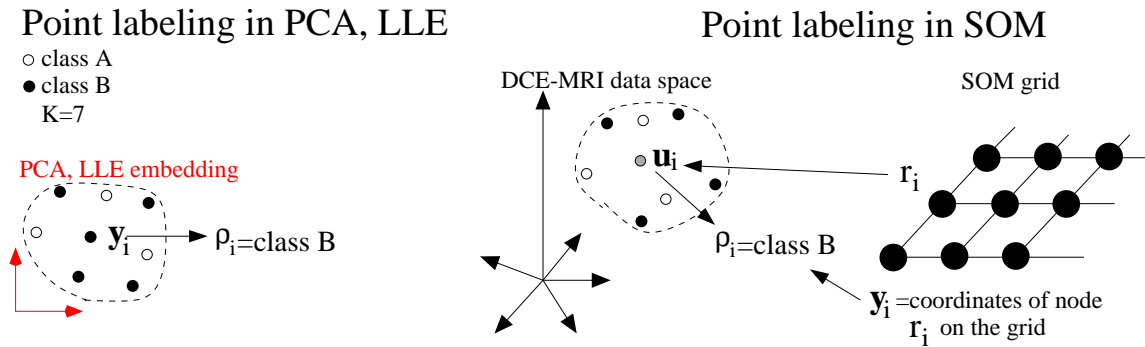 Point labeling in PCA, LLE
class A
class B
K=7
PCA, LLE embedding
yᵢ
ρᵢ=class B
Point labeling in SOM
DCE-MRI data space
SOM grid
uᵢ
rᵢ
ρᵢ=class B
yᵢ =coordinates of node
rᵢ on the grid